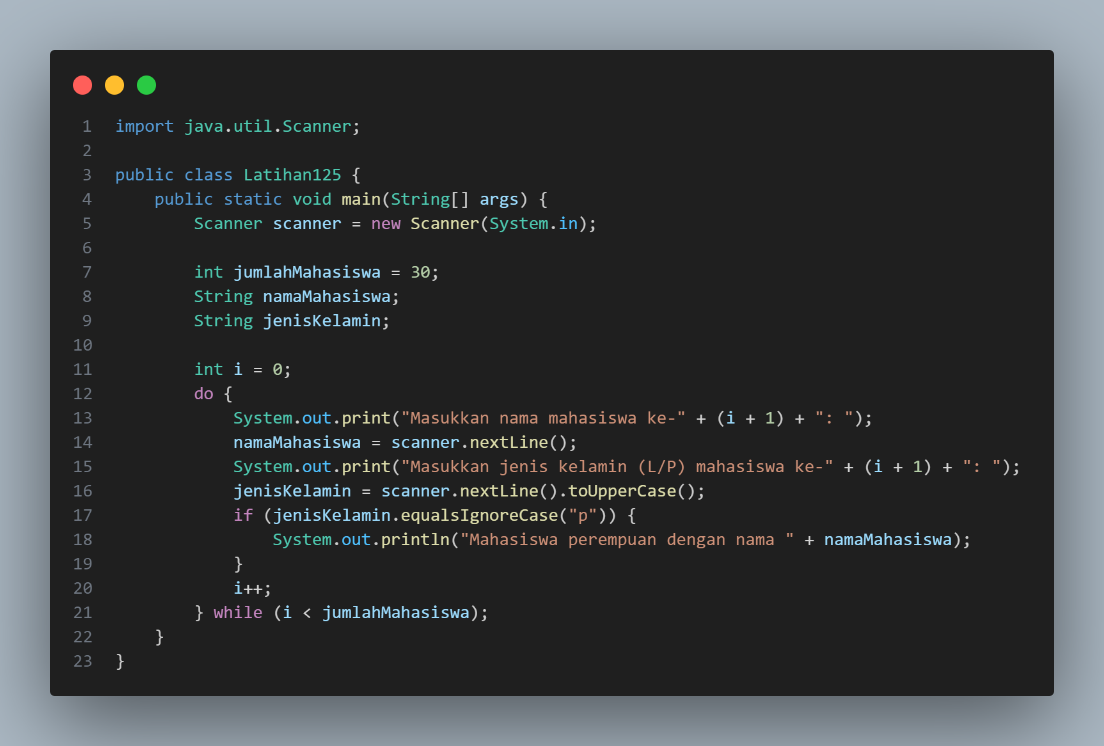 1 import java.util.Scanner;
2
3 public class Latihan125 {
4     public static void main(String[] args) {
5         Scanner scanner = new Scanner(System.in);
6
7         int jumlahMahasiswa = 30;
8         String namaMahasiswa;
9         String jenisKelamin;
10
11         int i = 0;
12         do {
13             System.out.print("Masukkan nama mahasiswa ke-" + (i + 1) + ": ");
14             namaMahasiswa = scanner.nextLine();
15             System.out.print("Masukkan jenis kelamin (L/P) mahasiswa ke-" + (i + 1) + ": ");
16             jenisKelamin = scanner.nextLine().toUpperCase();
17             if (jenisKelamin.equalsIgnoreCase("p")) {
18                 System.out.println("Mahasiswa perempuan dengan nama " + namaMahasiswa);
19             }
20             i++;
21         } while (i < jumlahMahasiswa);
22     }
23 }